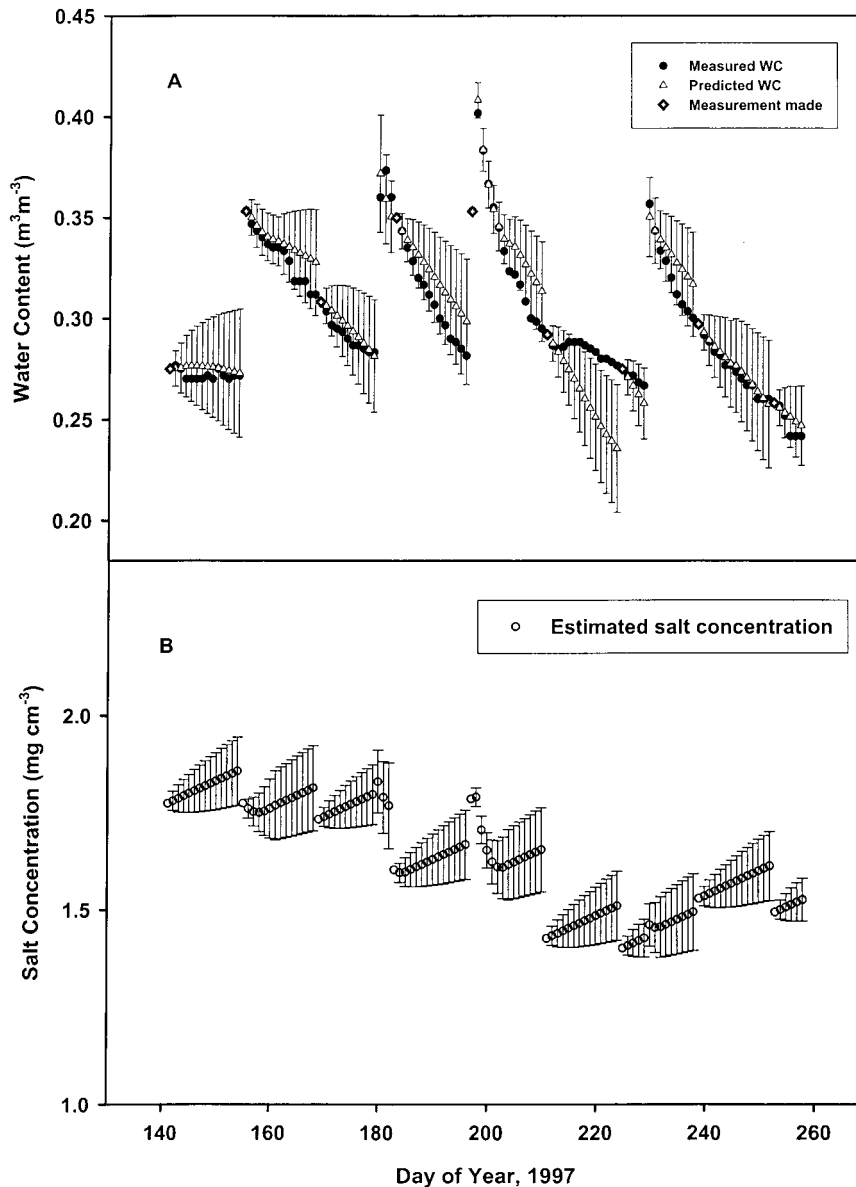 0.45
A
Measured WC
Predicted WC
Measurement made
0.40
0.35
0.30
0.25
0.20
Water Content (m³m⁻³)
Estimated salt concentration
B
2.0
1.5
1.0
Salt Concentration (mg cm⁻³)
140 160 180 200 220 240 260
Day of Year, 1997